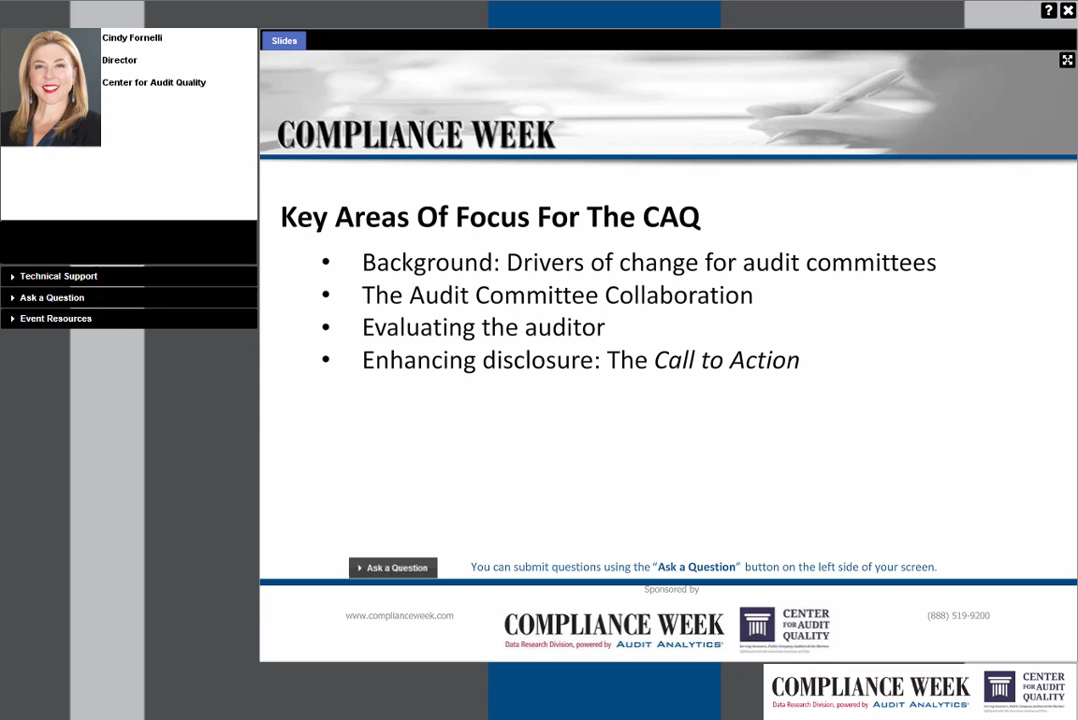 Cindy Fornelli
Director
Center for Audit Quality
Technical Support
Ask a Question
Event Resources
?
Slides
COMPLIANCE WEEK
Key Areas Of Focus For The CAQ
• Background: Drivers of change for audit committees
• The Audit Committee Collaboration
• Evaluating the auditor
• Enhancing disclosure: The Call to Action
Ask a Question
You can submit questions using the “Ask a Question” button on the left side of your screen.
Sponsored by
www.complianceweek.com
COMPLIANCE WEEK
Data Research Division, powered by AUDIT ANALYTICS
CENTER
FOR AUDIT
QUALITY
(888) 519-9200
COMPLIANCE WEEK
Data Research Division, powered by AUDIT ANALYTICS
CENTER
FOR AUDIT
QUALITY